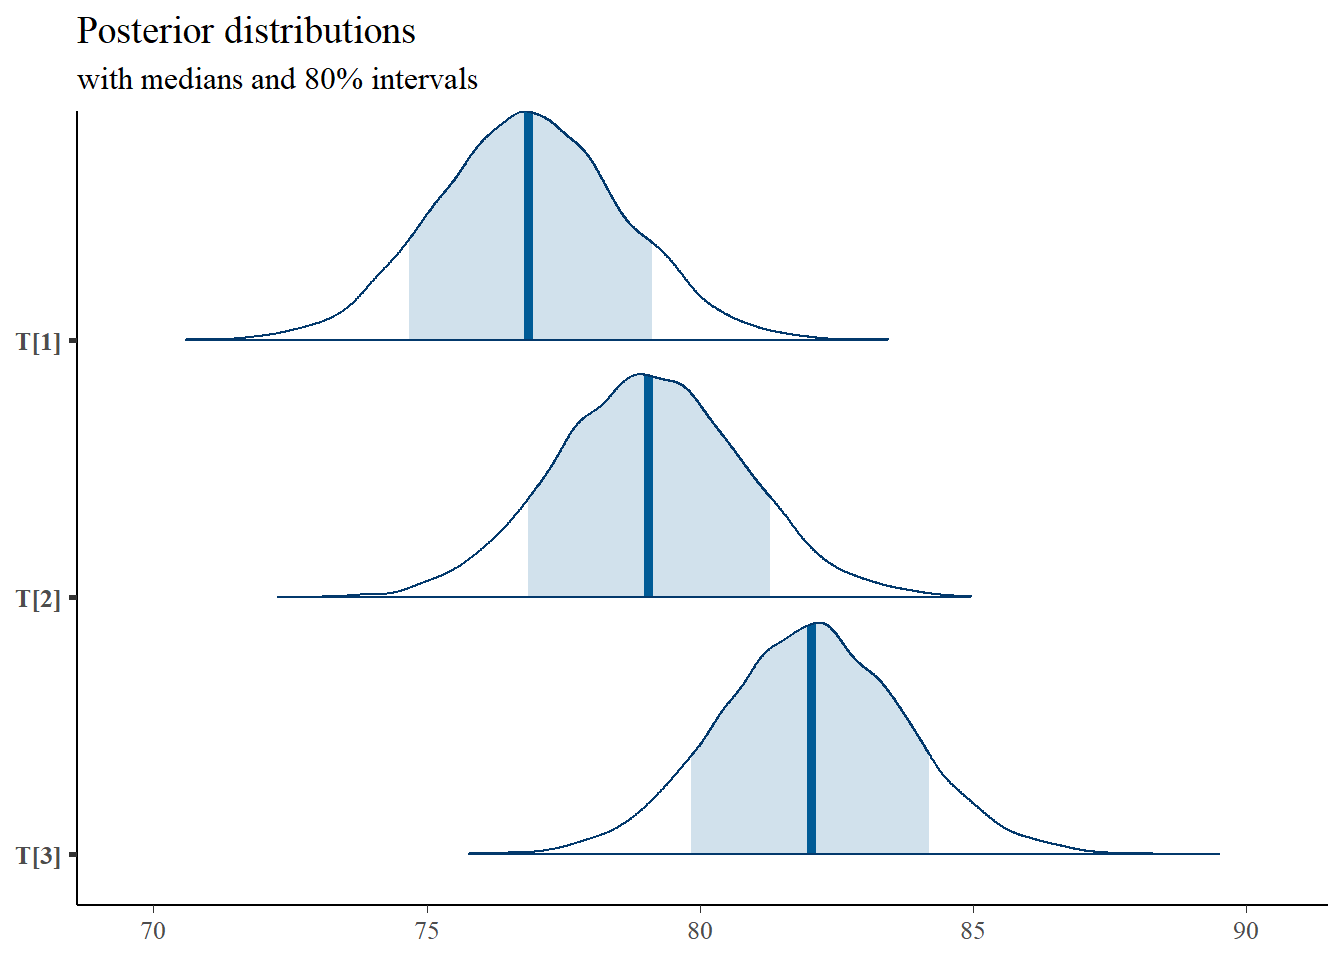 Posterior distributions
with medians and 80% intervals
T[1]
T[2]
T[3]
70 75 80 85 90